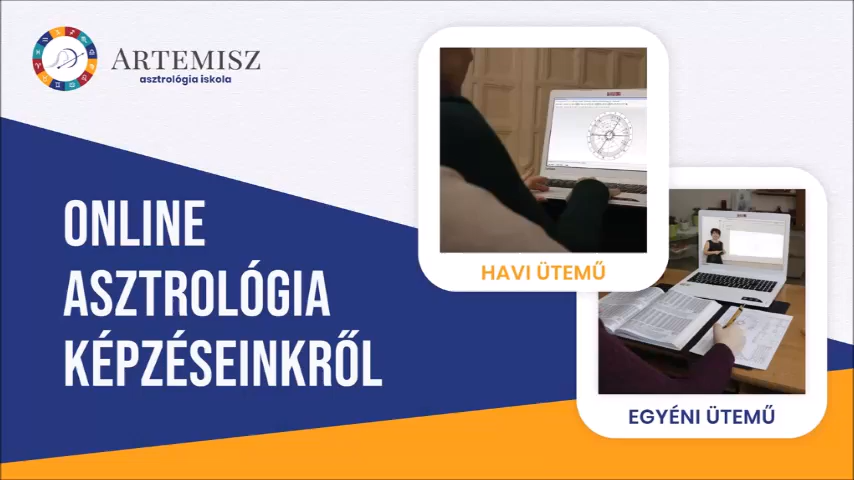 ARTEMISZ
asztrológia iskola
ONLINE
ASZTROLÓGIA
KÉPZÉSEINKRŐL
HAVI ÜTEMŰ
EGYÉNI ÜTEMŰ